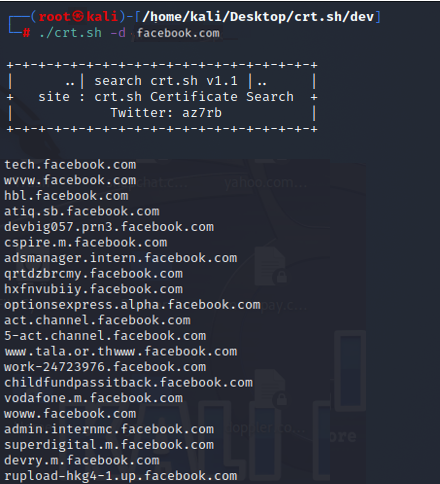 (root㉿kali)-[/home/kali/Desktop/crt.sh/dev]
# ./crt.sh -d facebook.com
+-+-+-+-+-+-+-+-+-+-+-+-+-+-+-+-+-+-+-+
| ..| search crt.sh v1.1 |.. |
+ site : crt.sh Certificate Search +
| Twitter: az7rb |
+-+-+-+-+-+-+-+-+-+-+-+-+-+-+-+-+-+-+-+
tech.facebook.com
wvvw.facebook.com
hbl.facebook.com
atiq.sb.facebook.com
devbig057.prn3.facebook.com
cspire.m.facebook.com
adsmanager.intern.facebook.com
qrtdzbrcmy.facebook.com
hxfnvubiiy.facebook.com
optionsexpress.alpha.facebook.com
act.channel.facebook.com
5-act.channel.facebook.com
www.tala.or.thwww.facebook.com
work-24723976.facebook.com
childfundpassitback.facebook.com
vodafone.m.facebook.com
woww.facebook.com
admin.internmc.facebook.com
superdigital.m.facebook.com
devry.m.facebook.com
rupload-hkg4-1.up.facebook.com